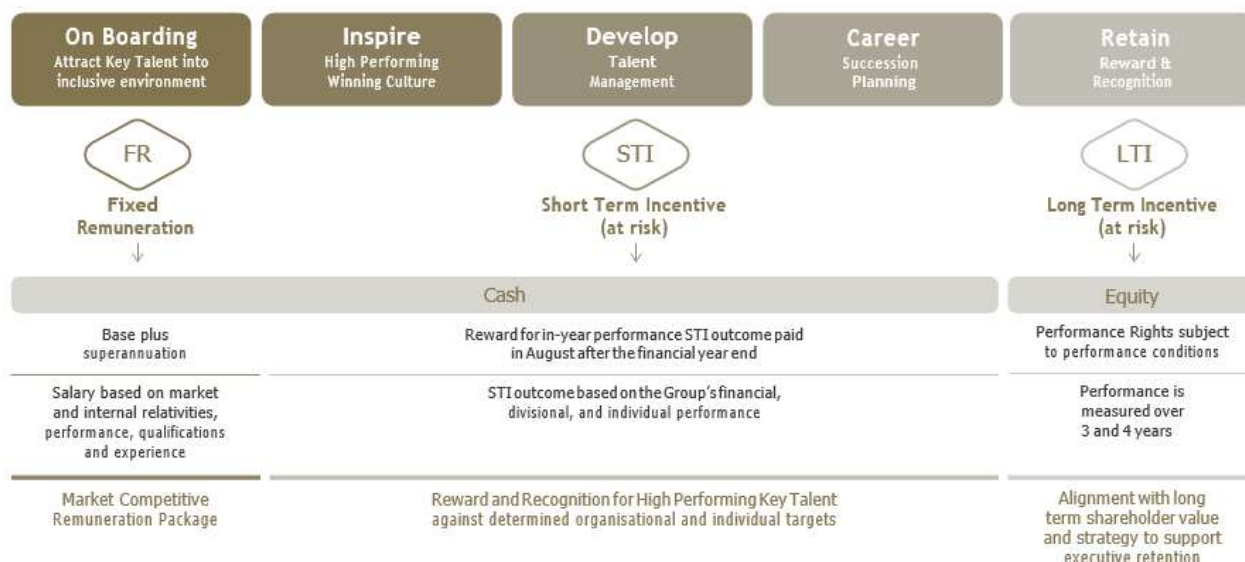 On Boarding
Attract Key Talent into
inclusive environment
Inspire
High Performing
Winning Culture
Develop
Talent
Management
Career
Succession
Planning
Retain
Reward &
Recognition
FR
Fixed
Remuneration
STI
Short Term Incentive
(at risk)
LTI
Long Term Incentive
(at risk)
Cash
Equity
Base plus
superannuation
Reward for in-year performance STI outcome paid
in August after the financial year end
Performance Rights subject
to performance conditions
Salary based on market
and internal relativities,
performance, qualifications
and experience
STI outcome based on the Group's financial,
divisional, and individual performance
Performance is
measured over
3 and 4 years
Market Competitive
Remuneration Package
Reward and Recognition for High Performing Key Talent
against determined organisational and individual targets
Alignment with long
term shareholder value
and strategy to support
executive retention